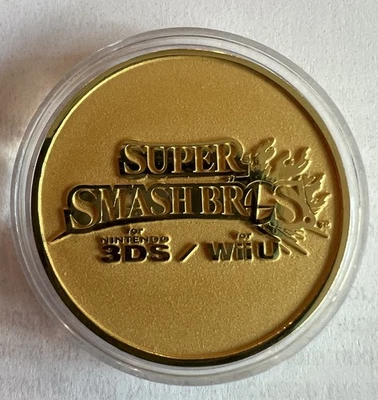 SUPER
SMASH BROS.
for for
NINTENDO
3DS / Wii U